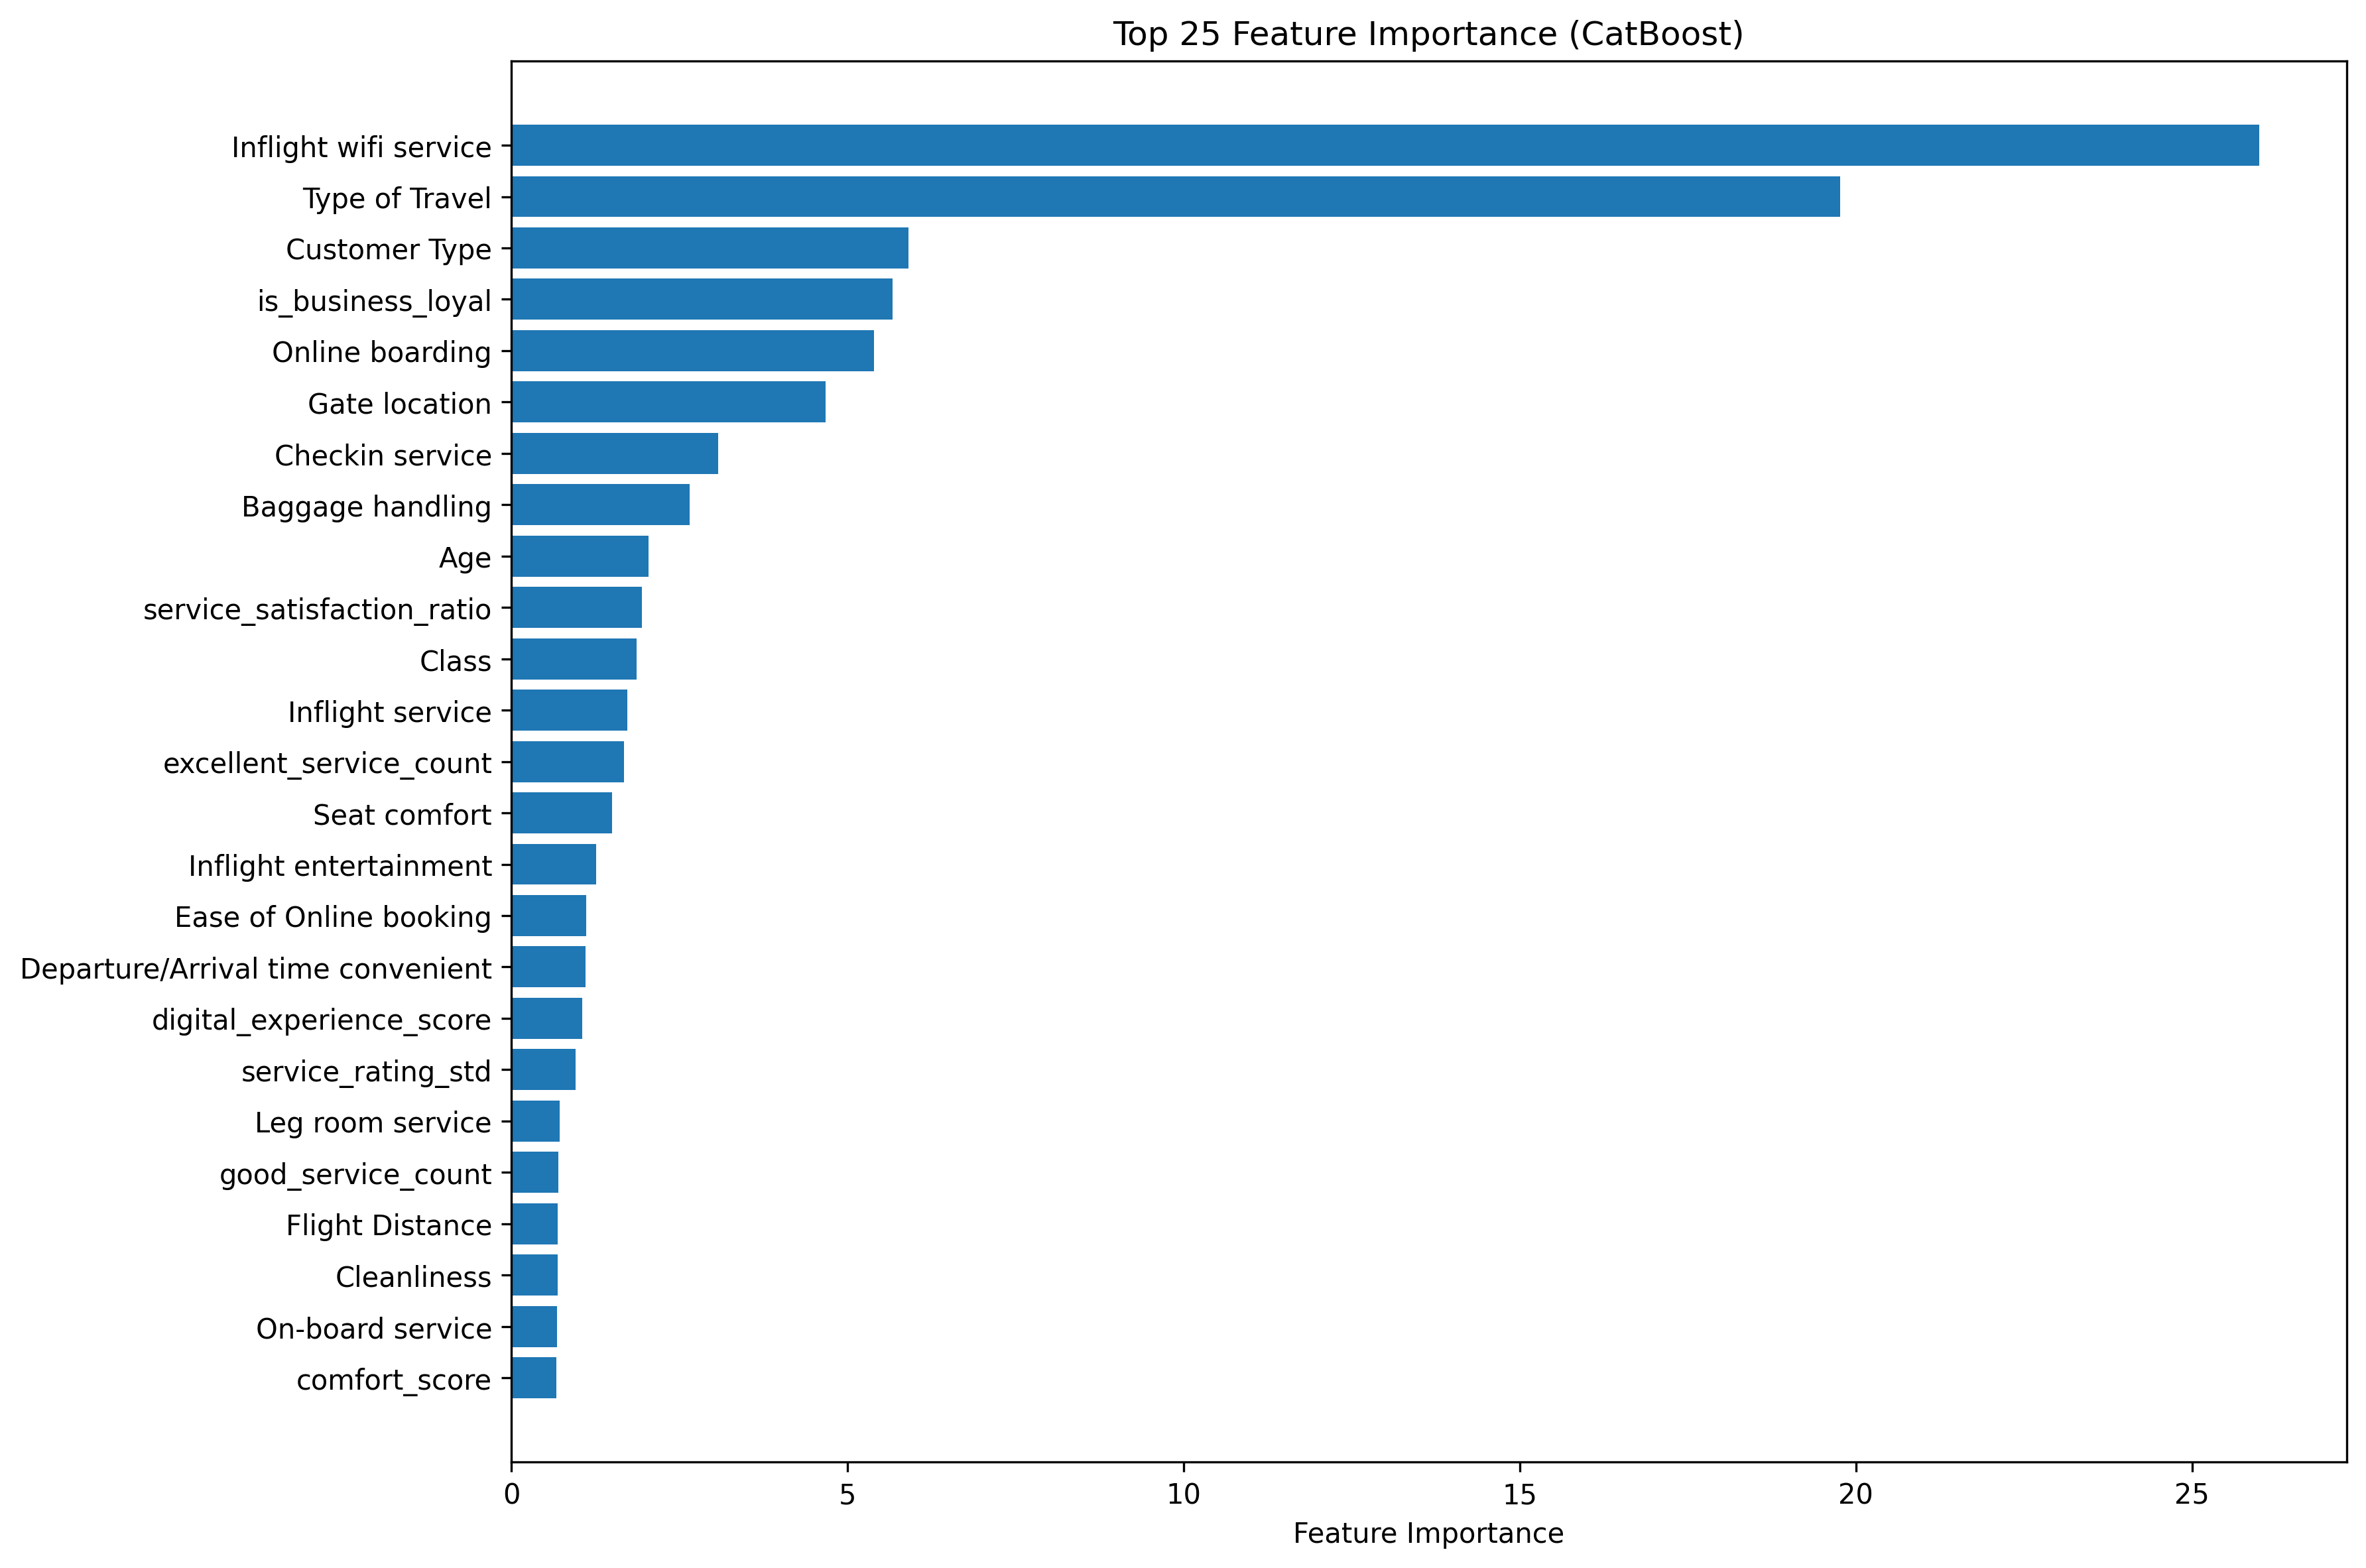 Top 25 Feature Importance (CatBoost)
Inflight wifi service
Type of Travel
Customer Type
is_business_loyal
Online boarding
Gate location
Checkin service
Baggage handling
Age
service_satisfaction_ratio
Class
Inflight service
excellent_service_count
Seat comfort
Inflight entertainment
Ease of Online booking
Departure/Arrival time convenient
digital_experience_score
service_rating_std
Leg room service
good_service_count
Flight Distance
Cleanliness
On-board service
comfort_score
0 5 10 15 20 25
Feature Importance